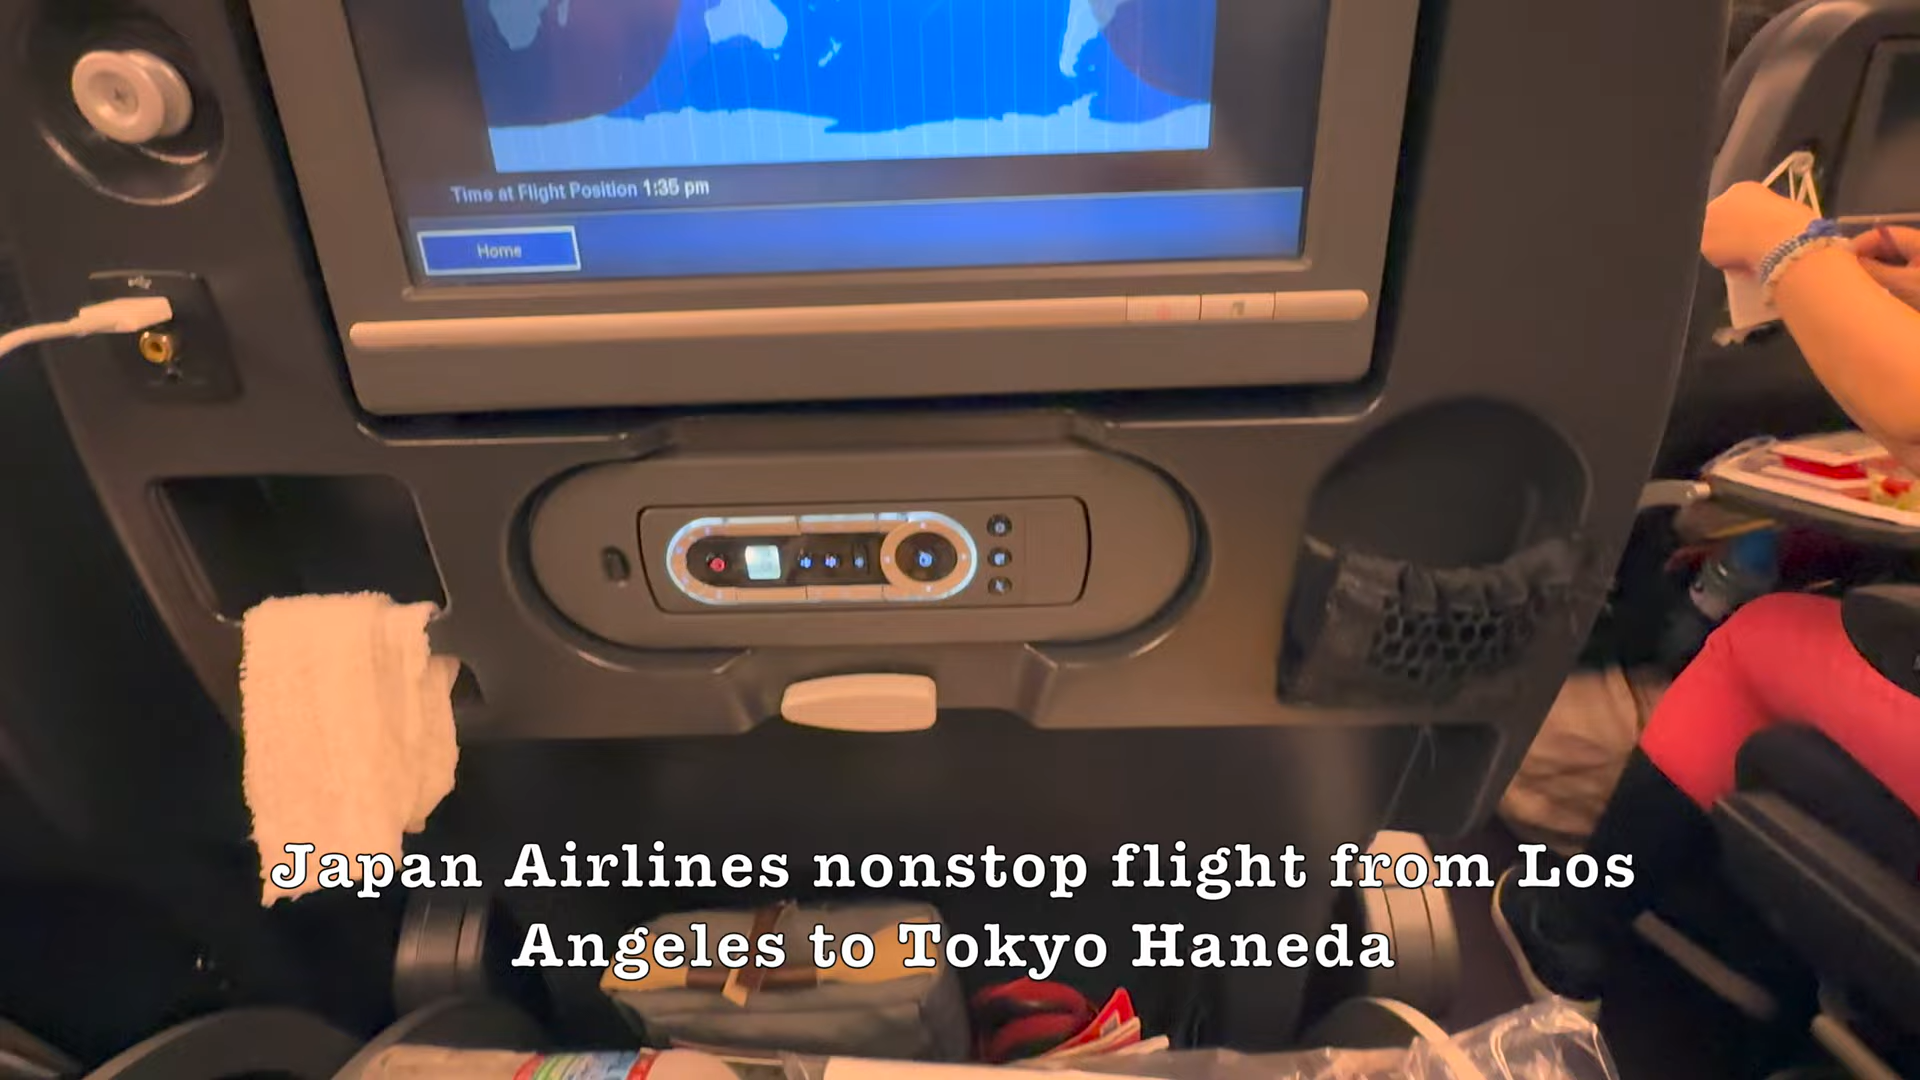 Time at Flight Position 1:35 pm
Home
Japan Airlines nonstop flight from Los
Angeles to Tokyo Haneda